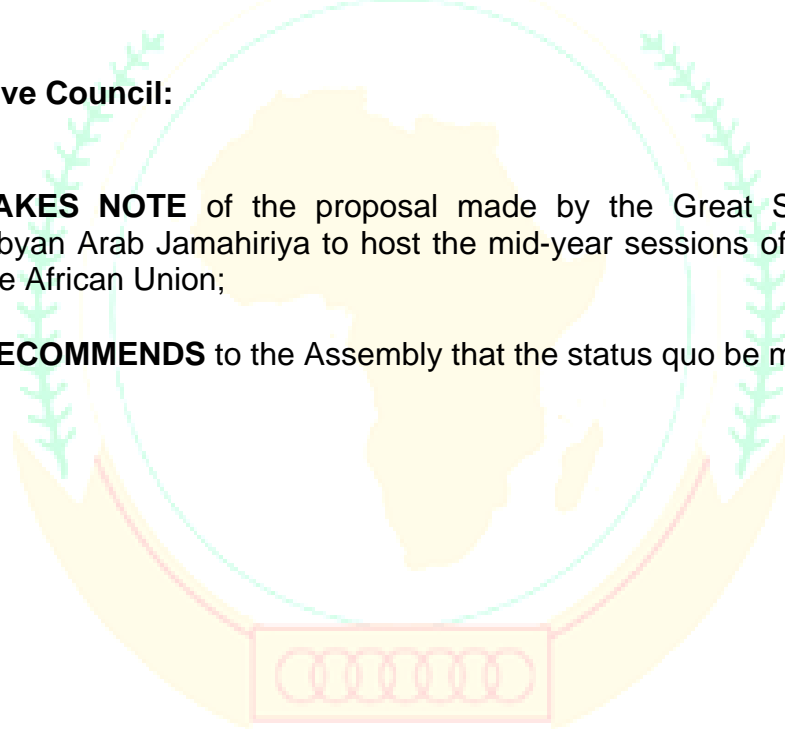 ve Council:
AKES NOTE of the proposal made by the Great S
byan Arab Jamahiriya to host the mid-year sessions of
e African Union;
ECOMMENDS to the Assembly that the status quo be m